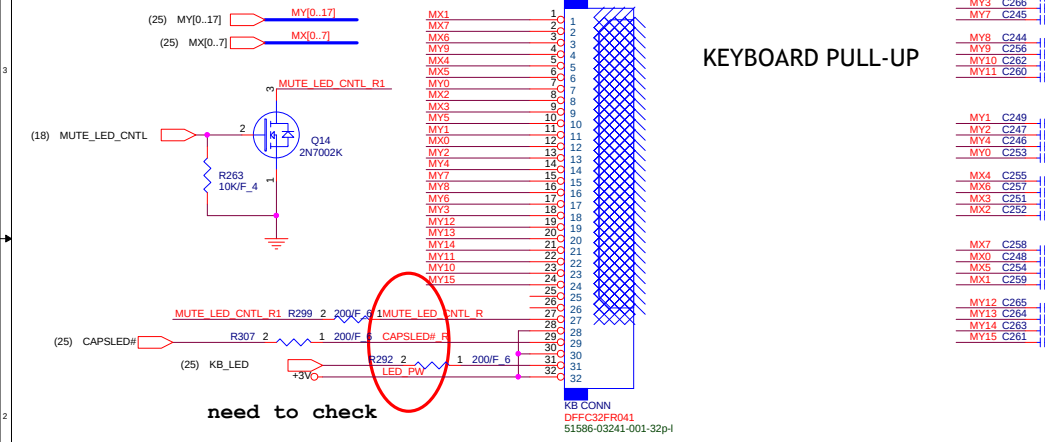 (25) MY[0..17] MY[0..17]
(25) MX[0..7] MX[0..7]
3
MUTE_LED_CNTL_R1
3
(18) MUTE_LED_CNTL
2
Q14
2N7002K
R263
10K/F_4
1
MX1 1 1
MX7 2 2
MX6 3 3
MY9 4 4
MX4 5 5
MX5 6 6
MY0 7 7
MX2 8 8
MX3 9 9
MY5 10 10
MY1 11 11
MX0 12 12
MY2 13 13
MY4 14 14
MY7 15 15
MY8 16 16
MY6 17 17
MY3 18 18
MY12 19 19
MY13 20 20
MY14 21 21
MY11 22 22
MY10 23 23
MY15 24 24
25 25
26 26
MUTE_LED_CNTL_R1 R299 2 200/F_6 1 MUTE_LED_CNTL_R 27 27
28 28
(25) CAPSLED# R307 2 1 200/F_6 CAPSLED#_R 29 29
30 30
(25) KB_LED R292 2 1 200/F_6 31 31
+3V LED_PW 32 32
need to check
2
KB CONN
DFFC32FR041
51586-03241-001-32p-l
KEYBOARD PULL-UP
MY3 C266
MY7 C245
MY8 C244
MY9 C256
MY10 C262
MY11 C260
MY1 C249
MY2 C247
MY4 C246
MY0 C253
MX4 C255
MX6 C257
MX3 C251
MX2 C252
MX7 C258
MX0 C248
MX5 C254
MX1 C259
MY12 C265
MY13 C264
MY14 C263
MY15 C261